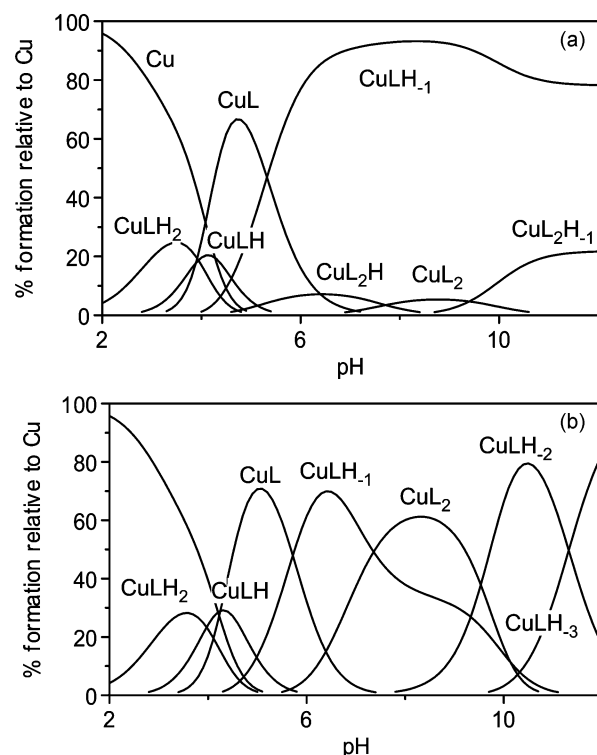 (a)
% formation relative to Cu
100
80
60
40
20
0
Cu
CuL
CuLH₋₁
CuLH₂
CuLH
CuL₂H
CuL₂
CuL₂H₋₁
2
6
10
pH
(b)
% formation relative to Cu
100
80
60
40
20
0
CuLH₋₂
CuL
CuLH₋₁
CuL₂
CuLH₂
CuLH
CuLH₋₃
2
6
10
pH